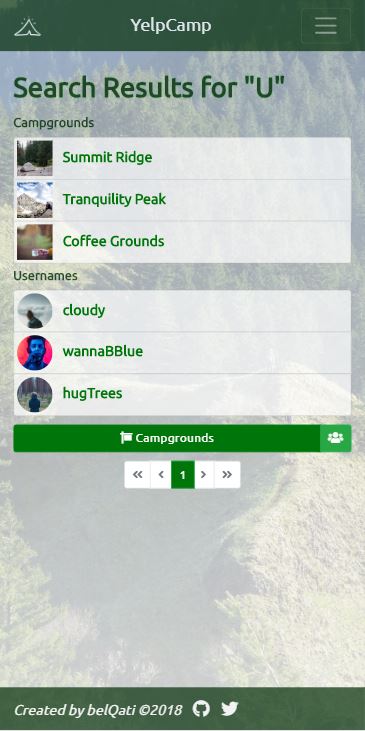 YelpCamp
Search Results for "U"
Campgrounds
Summit Ridge
Tranquility Peak
Coffee Grounds
Usernames
cloudy
wannaBBlue
hugTrees
Campgrounds
« ‹ 1 › »
Created by belQati ©2018